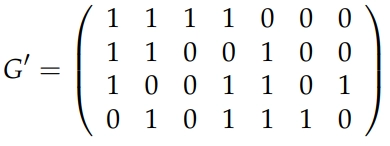 1 1 1 1 0 0 0
1 1 0 0 1 0 0
G′ =
1 0 0 1 1 0 1
0 1 0 1 1 1 0